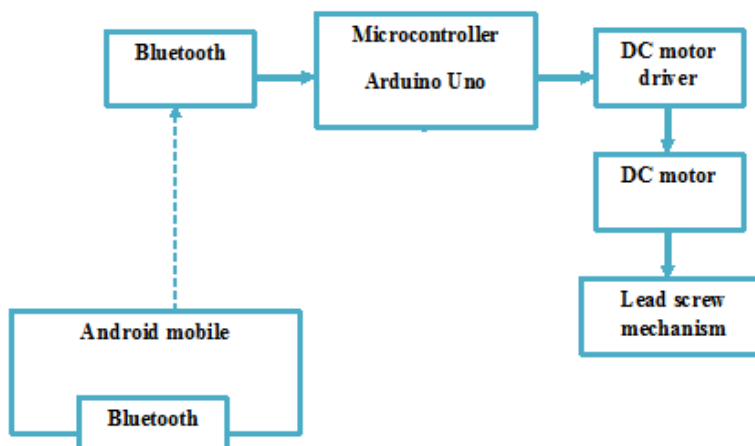 Bluetooth
Microcontroller
Arduino Uno
DC motor
driver
DC motor
Lead screw
mechanism
Android mobile
Bluetooth